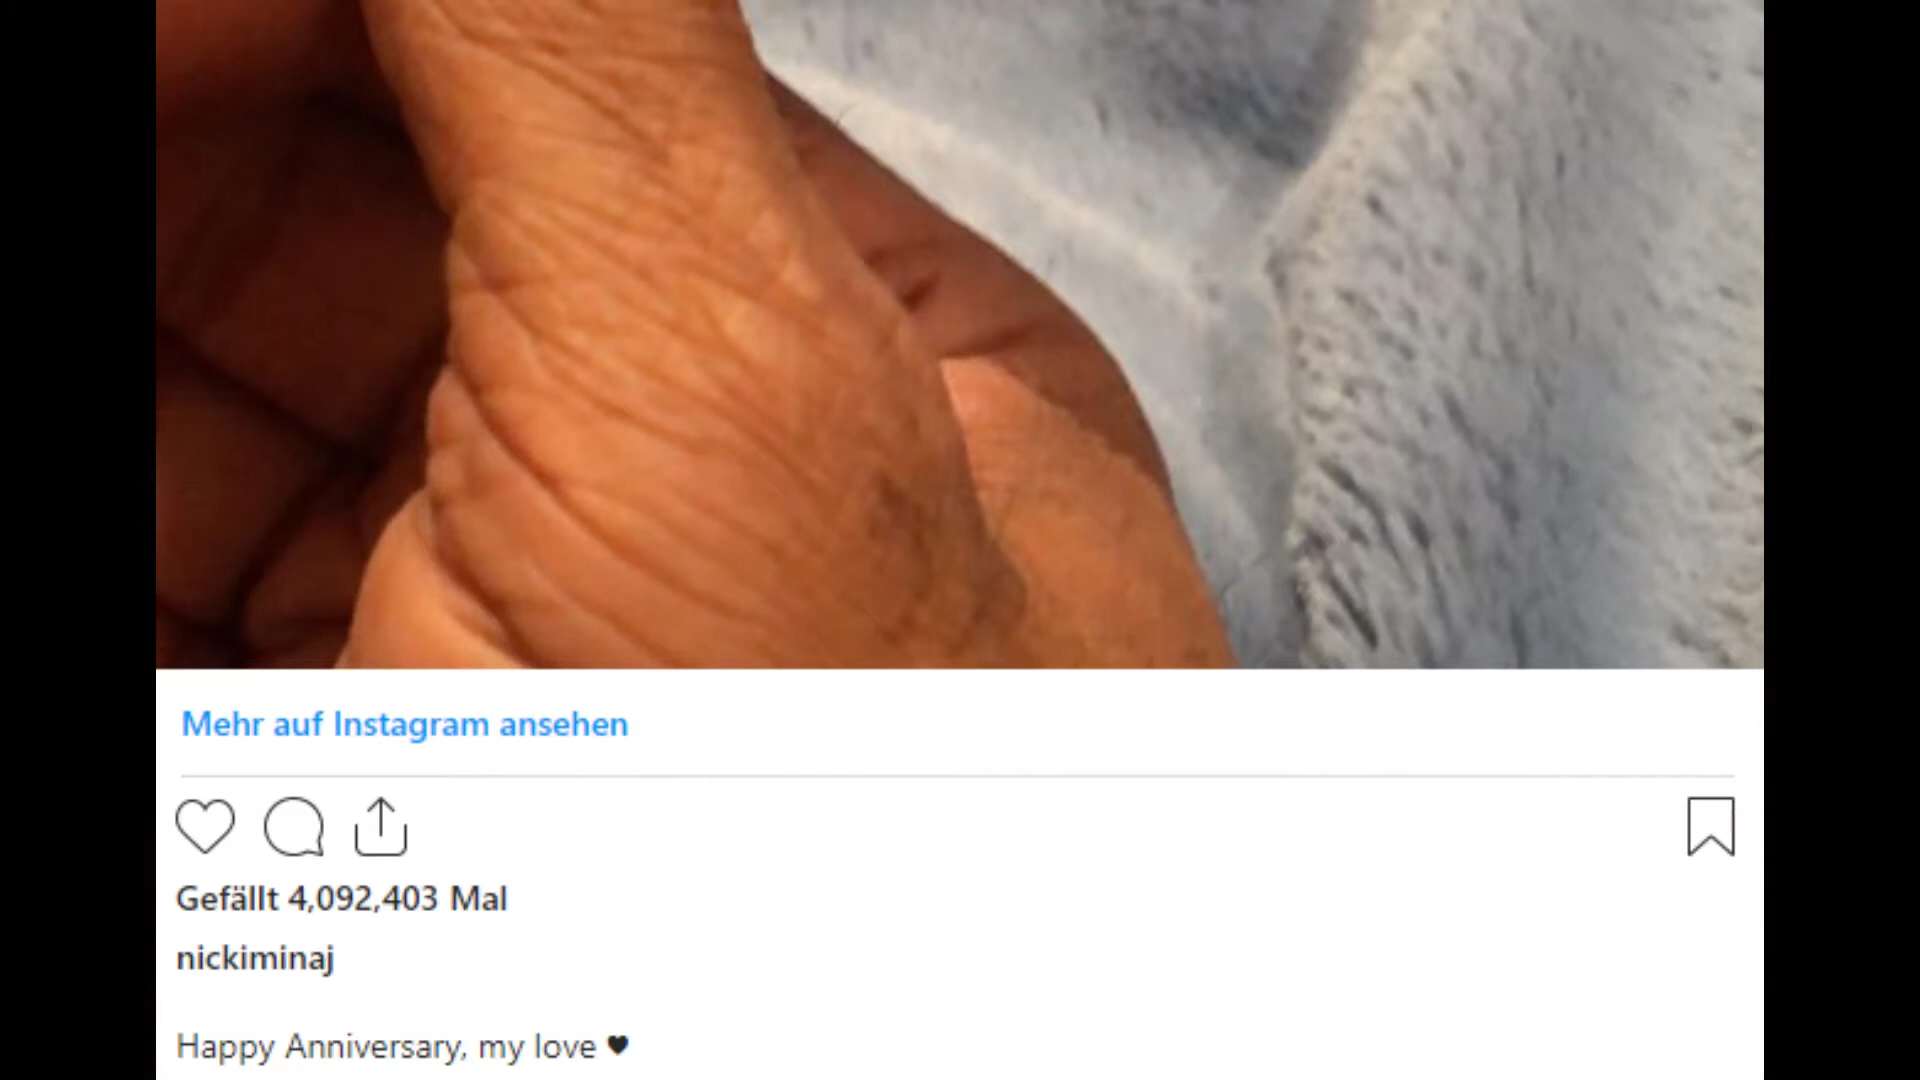 Mehr auf Instagram ansehen
Gefällt 4,092,403 Mal
nickiminaj
Happy Anniversary, my love 🖤